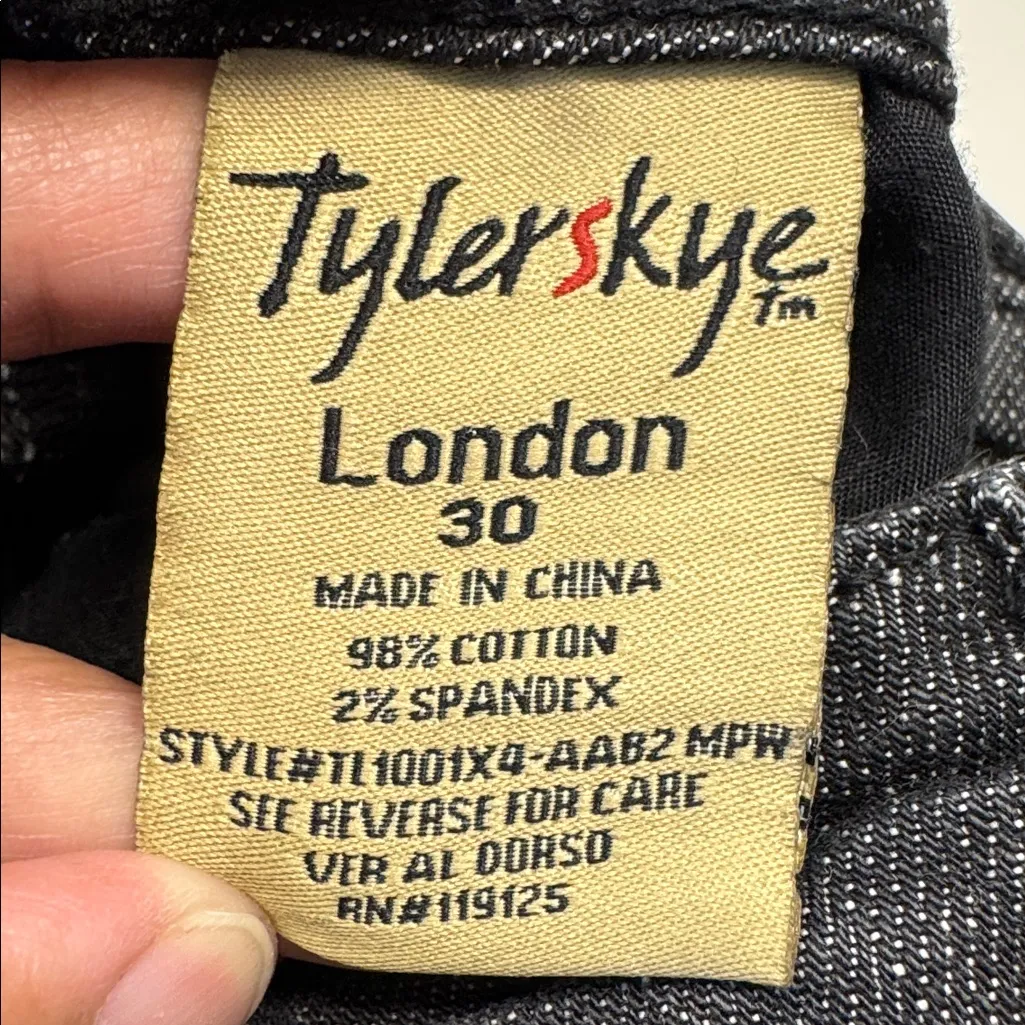 Tylerskye
TM
London
30
MADE IN CHINA
98% COTTON
2% SPANDEX
STYLE#TL1001X4-AAB2 MPW
SEE REVERSE FOR CARE
VER AL DORSO
RN#119125